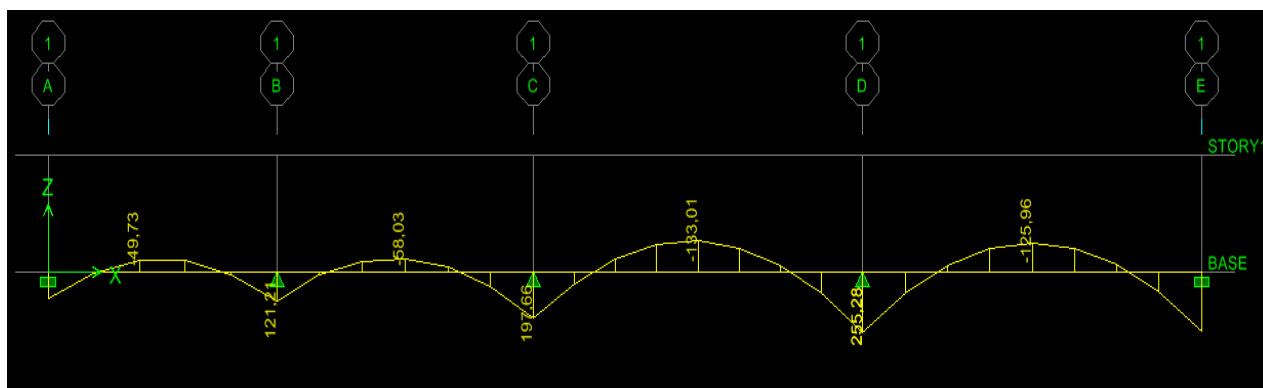 1 1 1 1 1
A B C D E
STORY1
Z
-49,73 -58,03 -133,01 -125,96
X
BASE
121,21 197,66 255,28